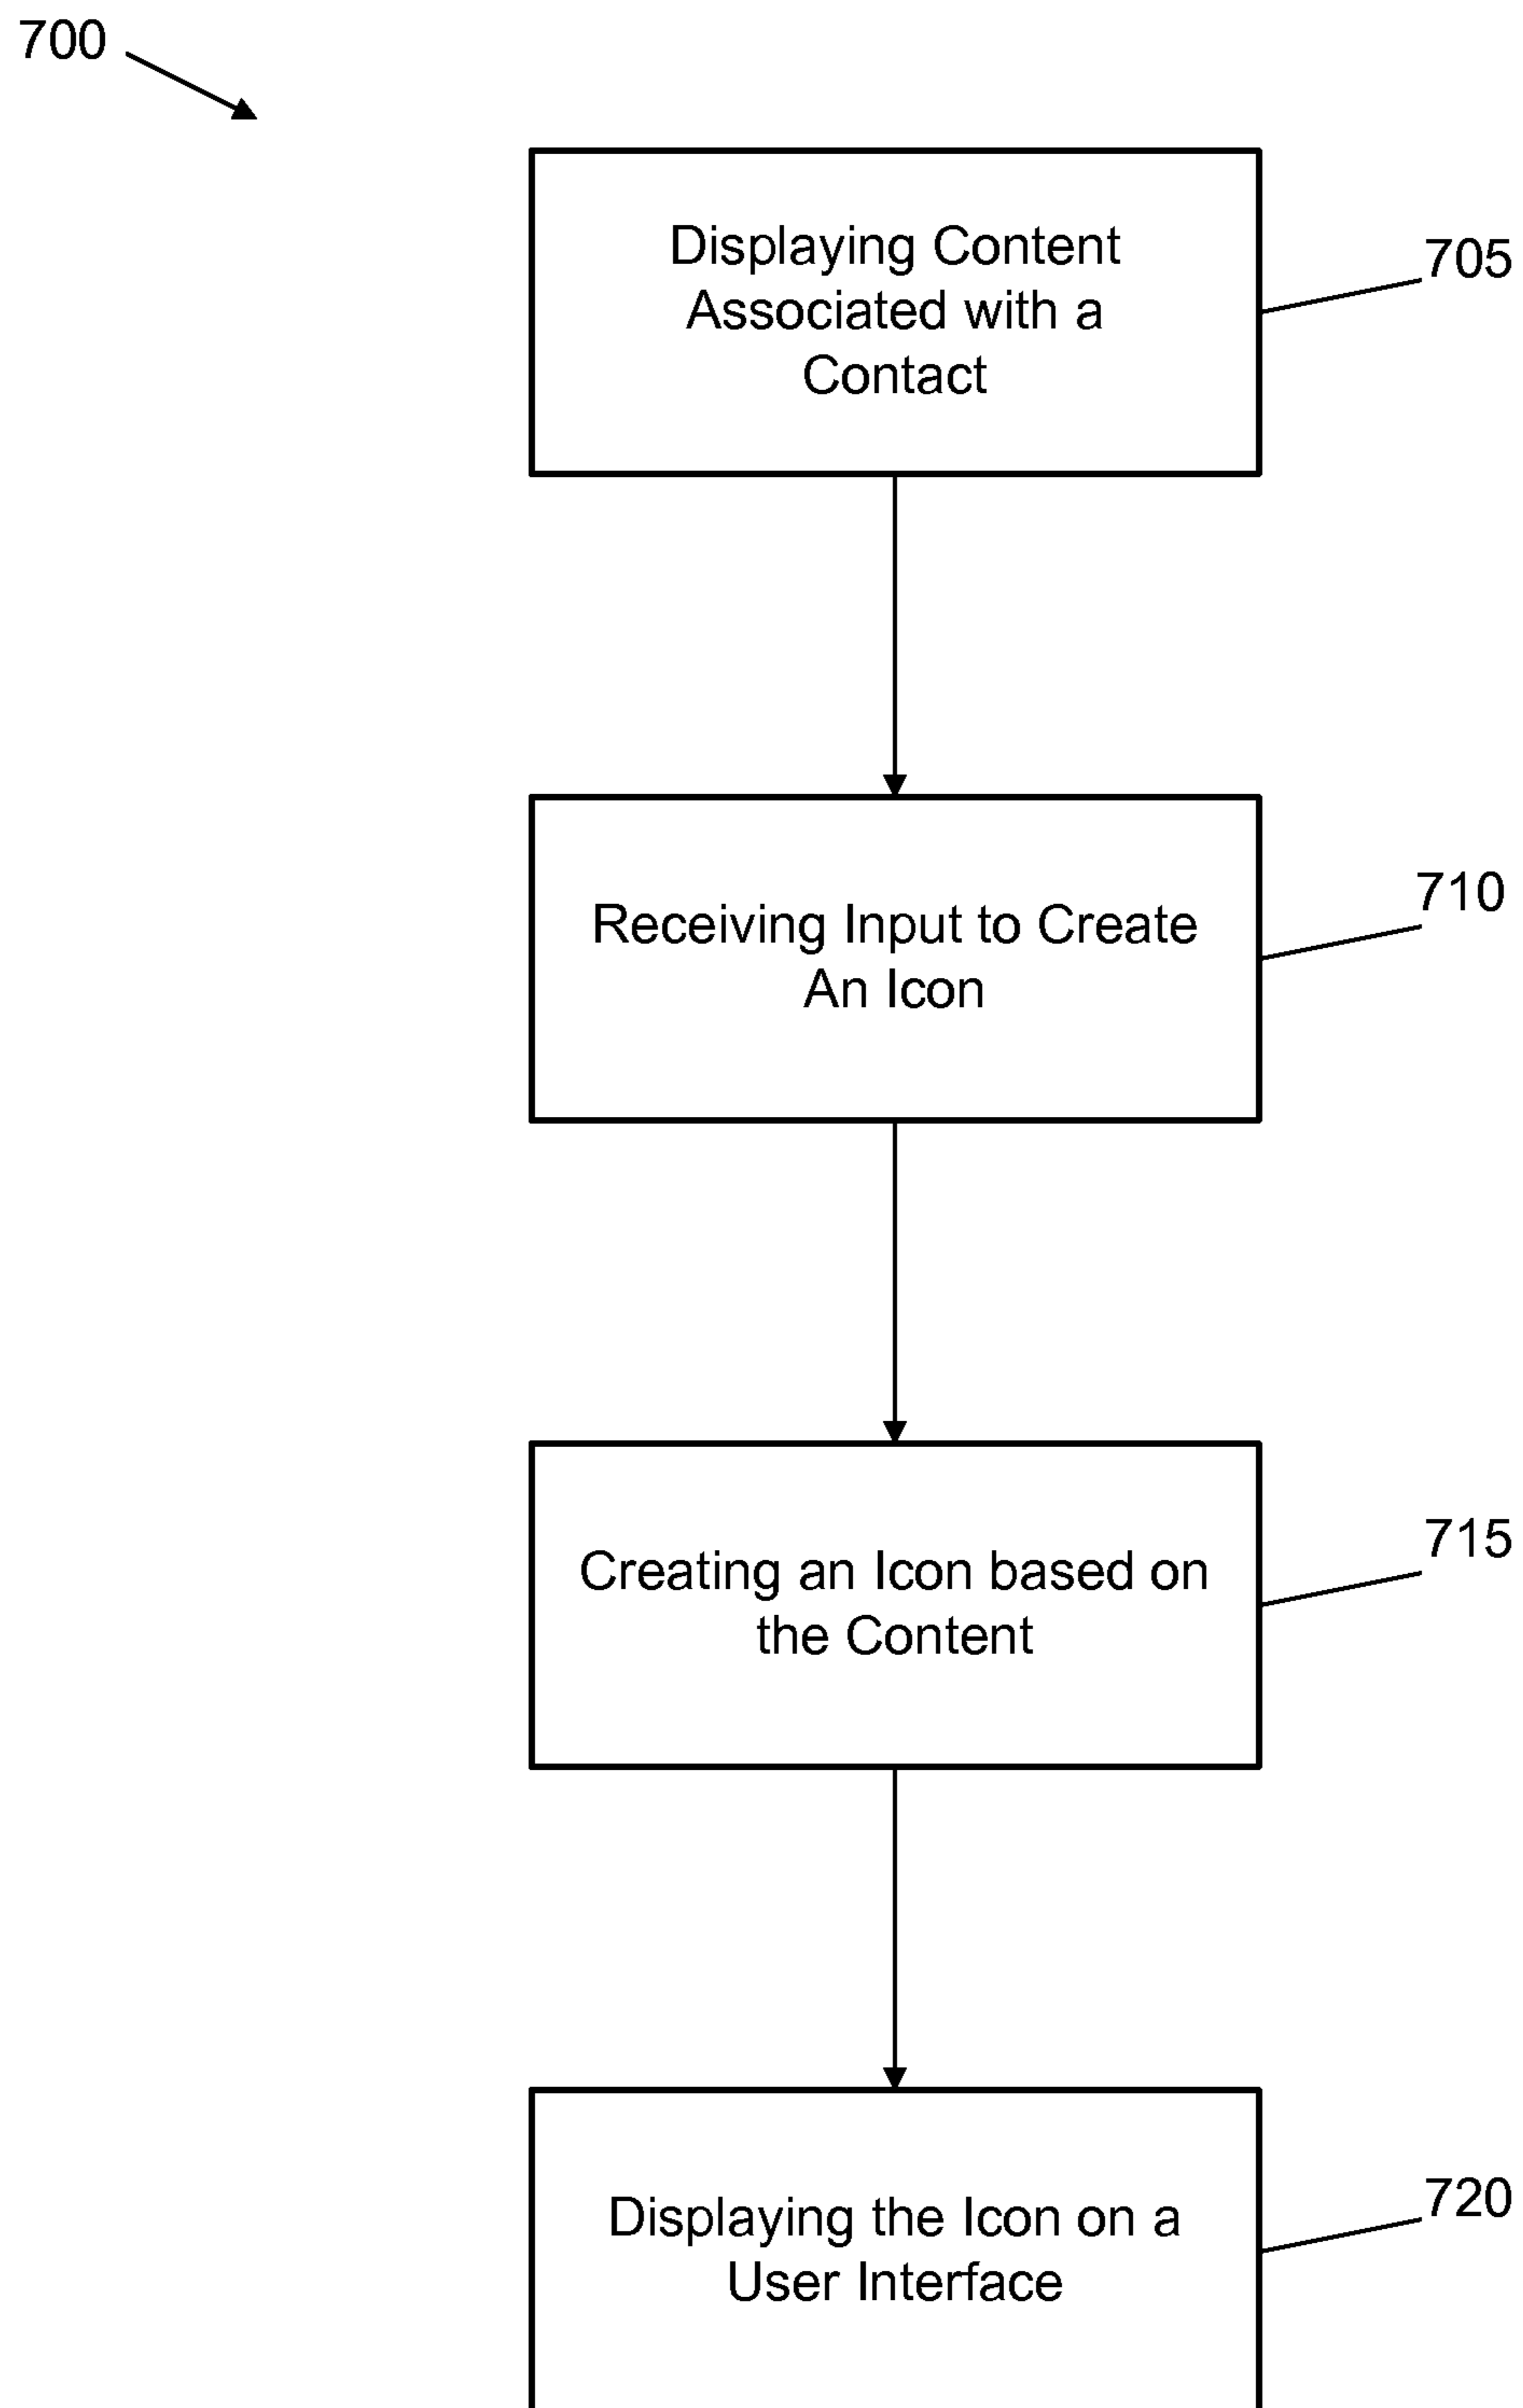 700
Displaying Content
Associated with a
Contact
705
Receiving Input to Create
An Icon
710
Creating an Icon based on
the Content
715
Displaying the Icon on a
User Interface
720